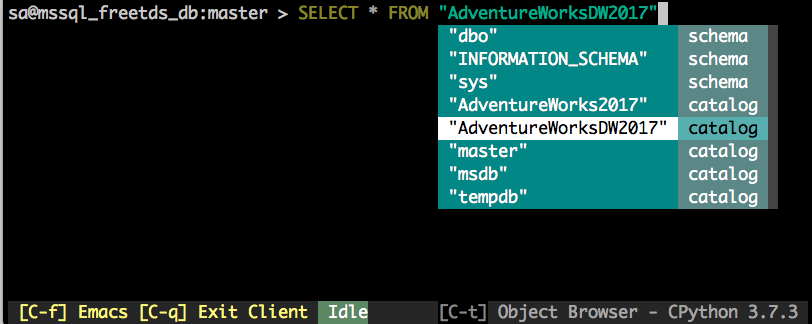 sa@mssql_freetds_db:master > SELECT * FROM "AdventureWorksDW2017"
"dbo" schema
"INFORMATION_SCHEMA" schema
"sys" schema
"AdventureWorks2017" catalog
"AdventureWorksDW2017" catalog
"master" catalog
"msdb" catalog
"tempdb" catalog
[C-f] Emacs [C-q] Exit Client Idle [C-t] Object Browser - CPython 3.7.3